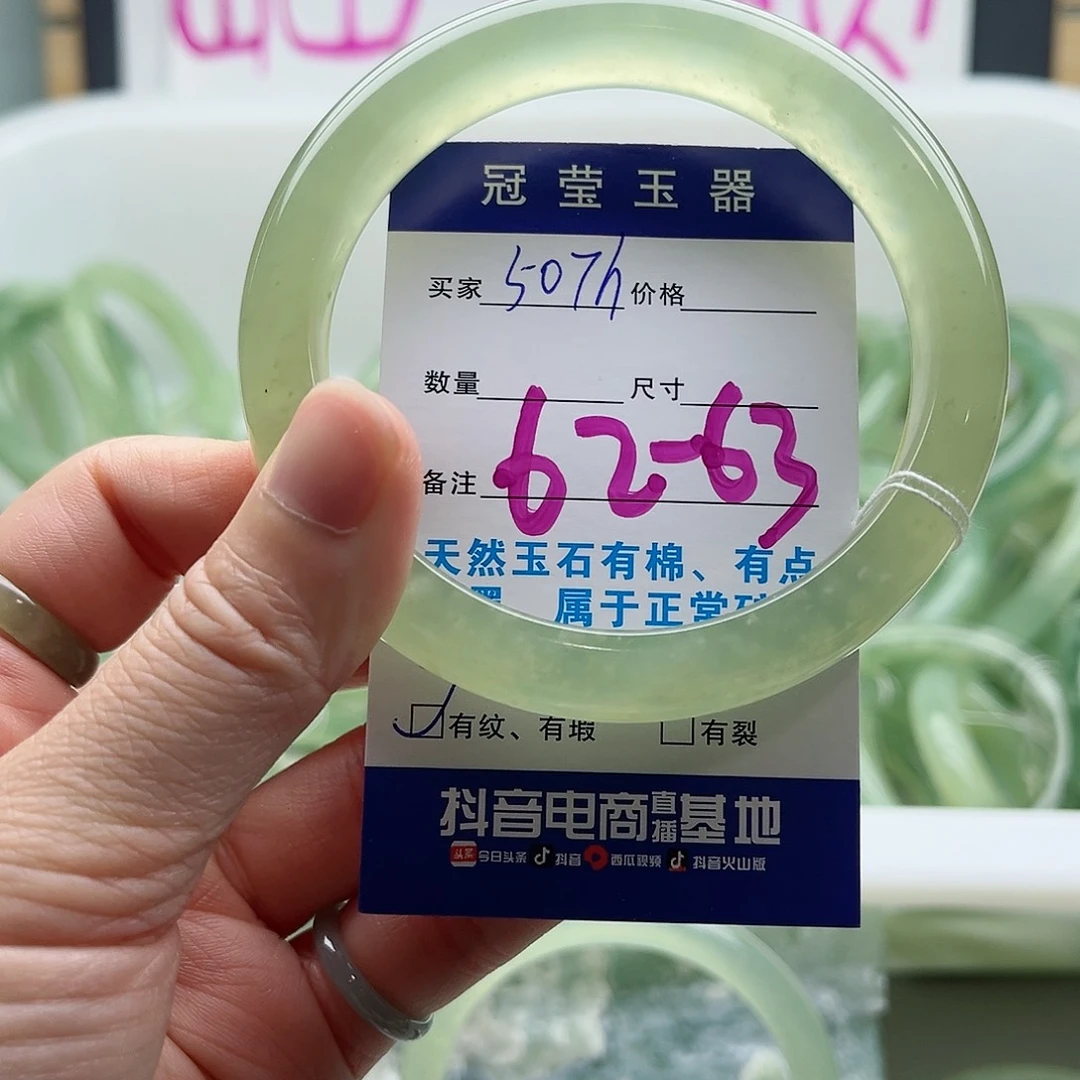 冠莹玉器
买家 507h 价格
数量 尺寸
62-63
备注
天然玉石有棉、有点
属于正常
有纹、有瑕 有裂
抖音电商直播基地
头条 今日头条 抖音 西瓜视频 抖音火山版